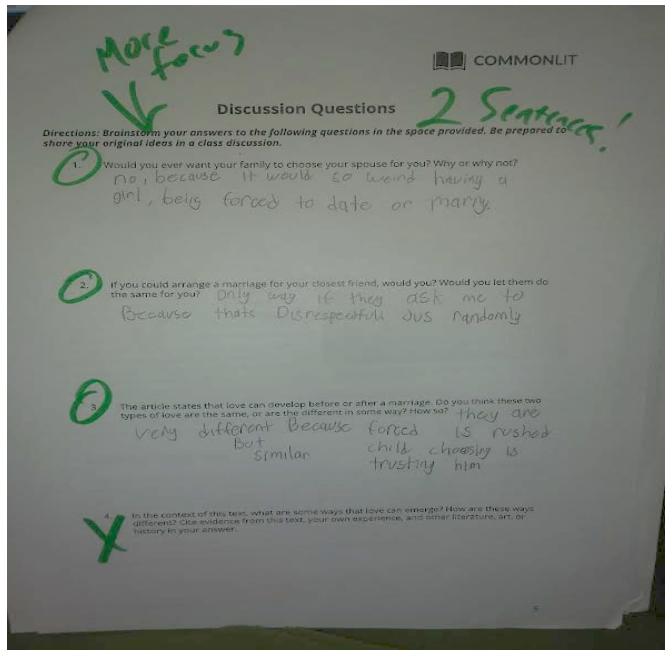 More
focus
COMMONLIT
2 Sentences!
Discussion Questions
Directions: Brainstorm your answers to the following questions in the space provided. Be prepared to
share your original ideas in a class discussion.
1. Would you ever want your family to choose your spouse for you? Why or why not?
no, because it would so weird having a
girl, being forced to date or marry.
2. If you could arrange a marriage for your closest friend, would you? Would you let them do
the same for you? Only way if they ask me to
Because thats Disrespectfull Jus randomly
3. The article states that love can develop before or after a marriage. Do you think these two
types of love are the same, or are the different in some way? How so? they are
very different Because forced is rushed
But child choosing is
similar trusting him
4. In the context of this text, what are some ways that love can emerge? How are these ways
different? Cite evidence from this text, your own experience, and other literature, art, or
history in your answer.